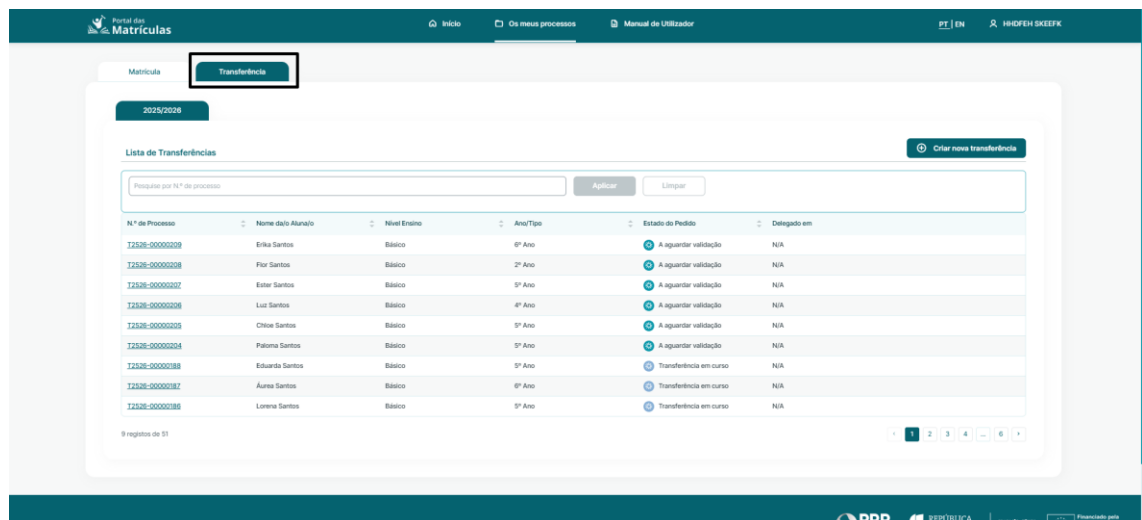 Portal das
Matrículas
Início
Os meus processos
Manual de Utilizador
PT | EN
HHDFEH SKEEFK
Matrícula
Transferência
2025/2026
Lista de Transferências
Criar nova transferência
Pesquise por N.º de processo
Aplicar
Limpar
N.º de Processo Nome da/o Aluna/o Nível Ensino Ano/Tipo Estado do Pedido Delegado em
T2526-00000209 Erika Santos Básico 6º Ano A aguardar validação N/A
T2526-00000208 Flor Santos Básico 2º Ano A aguardar validação N/A
T2526-00000207 Ester Santos Básico 5º Ano A aguardar validação N/A
T2526-00000206 Luz Santos Básico 4º Ano A aguardar validação N/A
T2526-00000205 Chloe Santos Básico 5º Ano A aguardar validação N/A
T2526-00000204 Paloma Santos Básico 5º Ano A aguardar validação N/A
T2526-00000188 Eduarda Santos Básico 5º Ano Transferência em curso N/A
T2526-00000187 Áurea Santos Básico 6º Ano Transferência em curso N/A
T2526-00000186 Lorena Santos Básico 5º Ano Transferência em curso N/A
9 registos de 51
‹ 1 2 3 4 ... 6 ›
PRR
REPÚBLICA
Financiado pela